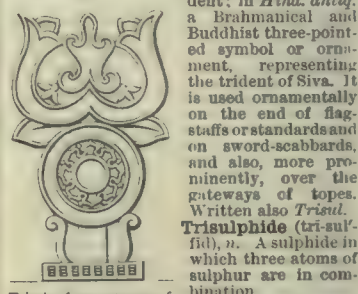 dent; in Hind. antiq.
a Brahmanical and
Buddhist three-point-
ed symbol or orna-
ment, representing
the trident of Siva. It
is used ornamentally
on the end of flag-
staffs or standards and
on sword-scabbards,
and also, more pro-
minently, over the
gateways of topes.
Written also Trisul.
Trisulphide (tri-sul'-
fid), n. A sulphide in
which three atoms of
sulphur are in com-
bination